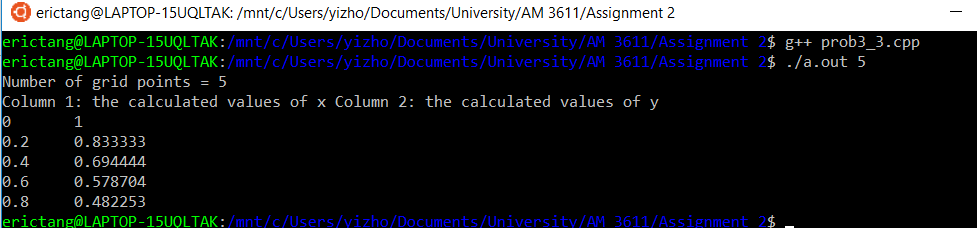 erictang@LAPTOP-15UQLTAK: /mnt/c/Users/yizho/Documents/University/AM 3611/Assignment 2
erictang@LAPTOP-15UQLTAK:/mnt/c/Users/yizho/Documents/University/AM 3611/Assignment 2$ g++ prob3_3.cpp
erictang@LAPTOP-15UQLTAK:/mnt/c/Users/yizho/Documents/University/AM 3611/Assignment 2$ ./a.out 5
Number of grid points = 5
Column 1: the calculated values of x Column 2: the calculated values of y
0 1
0.2 0.833333
0.4 0.694444
0.6 0.578704
0.8 0.482253
erictang@LAPTOP-15UQLTAK:/mnt/c/Users/yizho/Documents/University/AM 3611/Assignment 2$